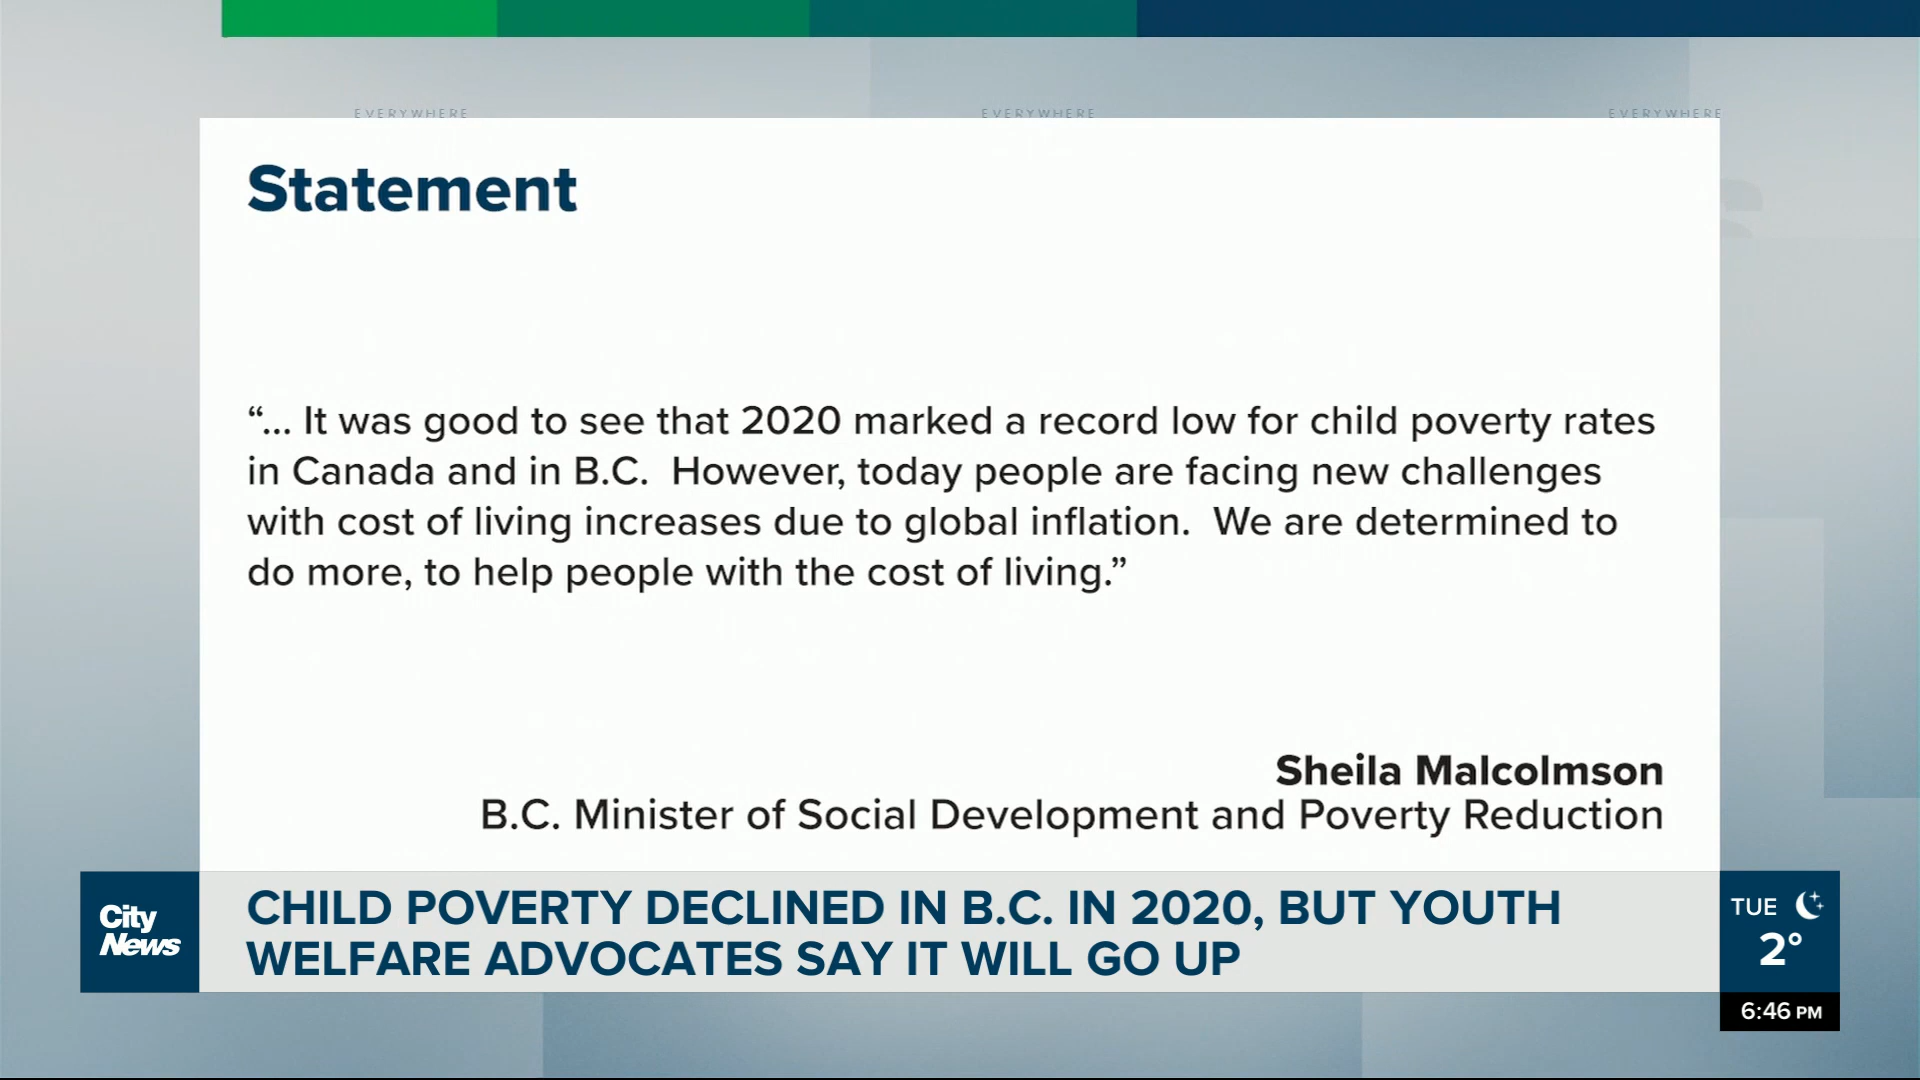 EVERYWHERE EVERYWHERE EVERYWHERE
Statement
“... It was good to see that 2020 marked a record low for child poverty rates
in Canada and in B.C.  However, today people are facing new challenges
with cost of living increases due to global inflation.  We are determined to
do more, to help people with the cost of living.”
Sheila Malcolmson
B.C. Minister of Social Development and Poverty Reduction
City
News
CHILD POVERTY DECLINED IN B.C. IN 2020, BUT YOUTH
WELFARE ADVOCATES SAY IT WILL GO UP
TUE
2°
6:46 PM